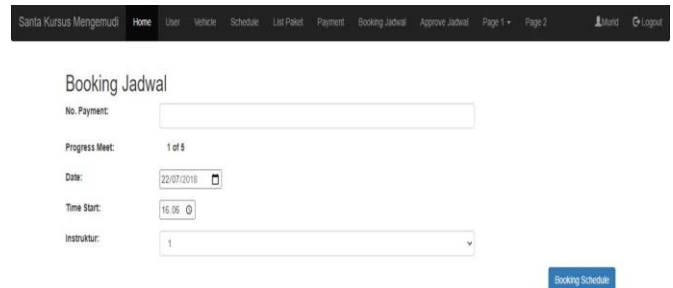 Santa Kursus Mengemudi Home User Vehicle Schedule List Paket Payment Booking Jadwal Approve Jadwal Page 1 Page 2 Murid Logout
Booking Jadwal
No. Payment:
Progress Meet: 1 of 5
Date: 22/07/2018
Time Start: 16.06
Instruktur: 1
Booking Schedule